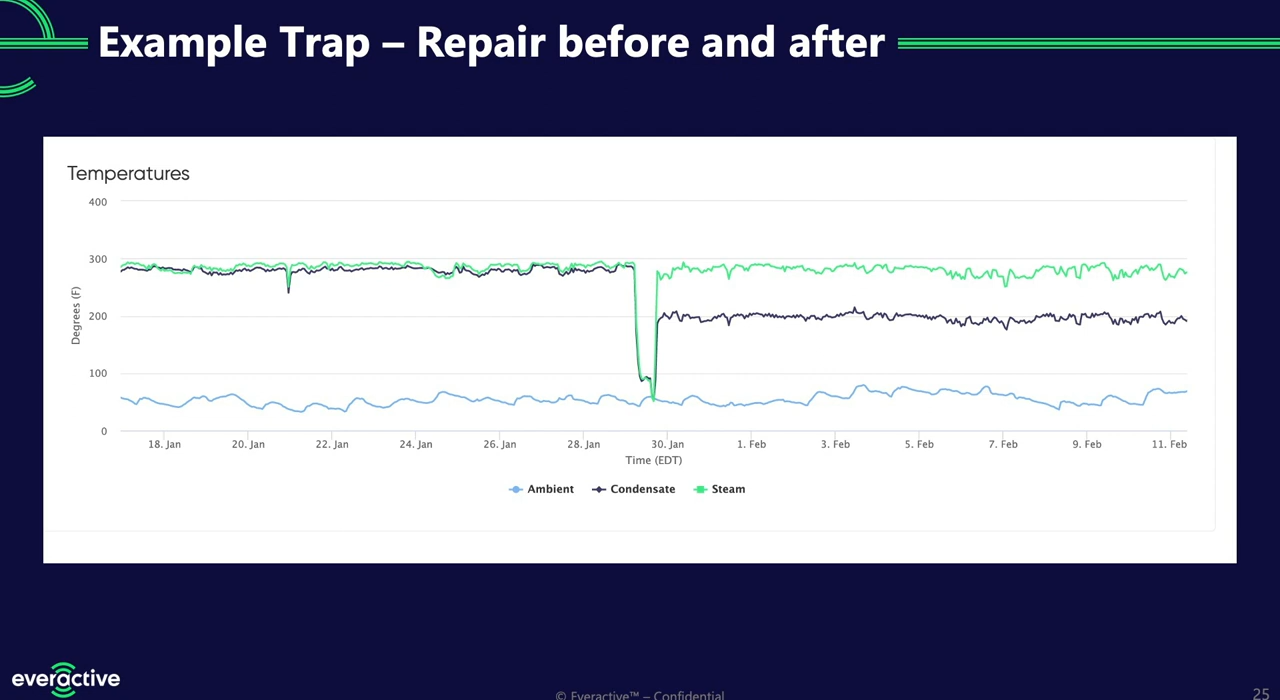 Example Trap – Repair before and after
Temperatures
400
300
200
100
0
Degrees (F)
18. Jan 20. Jan 22. Jan 24. Jan 26. Jan 28. Jan 30. Jan 1. Feb 3. Feb 5. Feb 7. Feb 9. Feb 11. Feb
Time (EDT)
Ambient Condensate Steam
everactive
© Everactive™ – Confidential
25